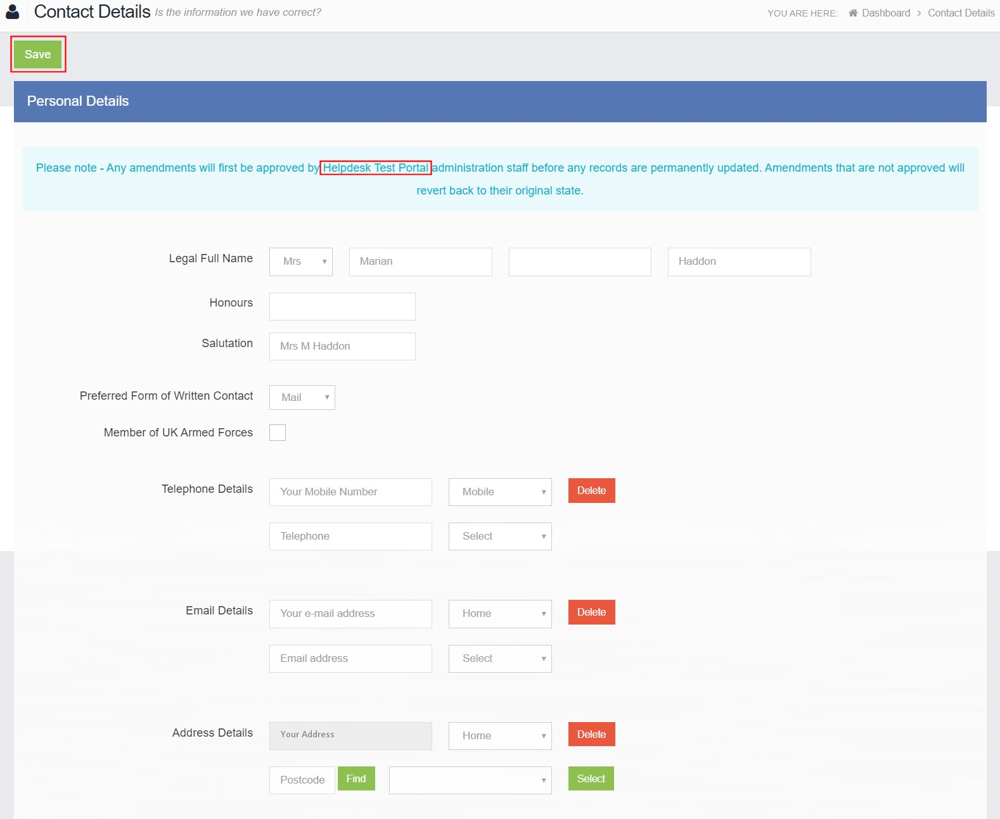 Contact Details Is the information we have correct? YOU ARE HERE: Dashboard > Contact Details
Save
Personal Details
Please note - Any amendments will first be approved by Helpdesk Test Portal administration staff before any records are permanently updated. Amendments that are not approved will
revert back to their original state.
Legal Full Name Mrs Marian Haddon
Honours
Salutation Mrs M Haddon
Preferred Form of Written Contact Mail
Member of UK Armed Forces
Telephone Details Your Mobile Number Mobile Delete
Telephone Select
Email Details Your e-mail address Home Delete
Email address Select
Address Details Your Address Home Delete
Postcode Find Select